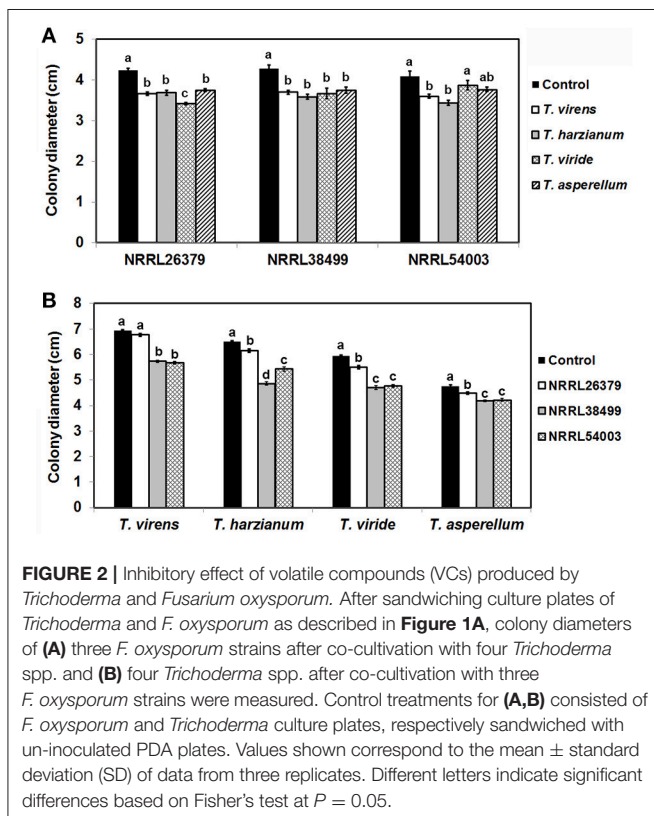 A
Colony diameter (cm)
5
4
3
2
1
0
a b b c b
a b b b b
a b b a ab
NRRL26379 NRRL38499 NRRL54003
Control
T. virens
T. harzianum
T. viride
T. asperellum
B
Colony diameter (cm)
8
7
6
5
4
3
2
1
0
a a b b
a b d c
a b c c
a b c c
T. virens T. harzianum T. viride T. asperellum
Control
NRRL26379
NRRL38499
NRRL54003
FIGURE 2 | Inhibitory effect of volatile compounds (VCs) produced by
Trichoderma and Fusarium oxysporum. After sandwiching culture plates of
Trichoderma and F. oxysporum as described in Figure 1A, colony diameters
of (A) three F. oxysporum strains after co-cultivation with four Trichoderma
spp. and (B) four Trichoderma spp. after co-cultivation with three
F. oxysporum strains were measured. Control treatments for (A,B) consisted of
F. oxysporum and Trichoderma culture plates, respectively sandwiched with
un-inoculated PDA plates. Values shown correspond to the mean ± standard
deviation (SD) of data from three replicates. Different letters indicate significant
differences based on Fisher's test at P = 0.05.